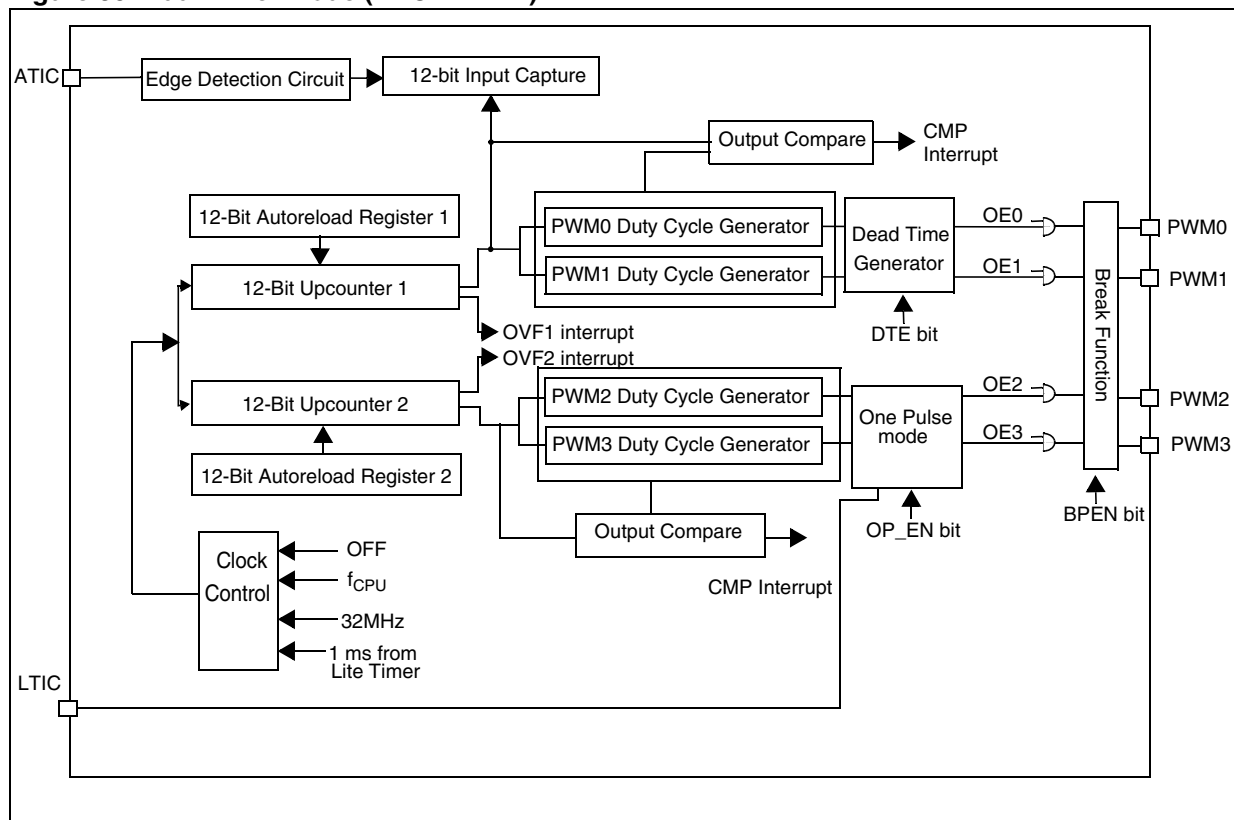 ATIC
Edge Detection Circuit
12-bit Input Capture
Output Compare
CMP
Interrupt
12-Bit Autoreload Register 1
PWM0 Duty Cycle Generator
PWM1 Duty Cycle Generator
Dead Time
Generator
OE0
OE1
PWM0
PWM1
12-Bit Upcounter 1
Break Function
OVF1 interrupt
OVF2 interrupt
DTE bit
12-Bit Upcounter 2
PWM2 Duty Cycle Generator
PWM3 Duty Cycle Generator
One Pulse
mode
OE2
OE3
PWM2
PWM3
12-Bit Autoreload Register 2
Output Compare
OP_EN bit
BPEN bit
CMP Interrupt
Clock
Control
OFF
fCPU
32MHz
1 ms from
Lite Timer
LTIC